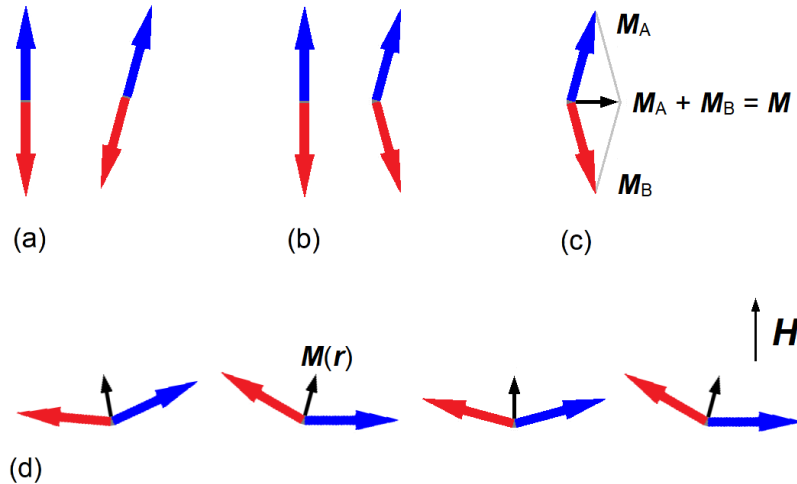 M_A
M_A + M_B = M
M_B
(a)
(b)
(c)
H
M(r)
(d)